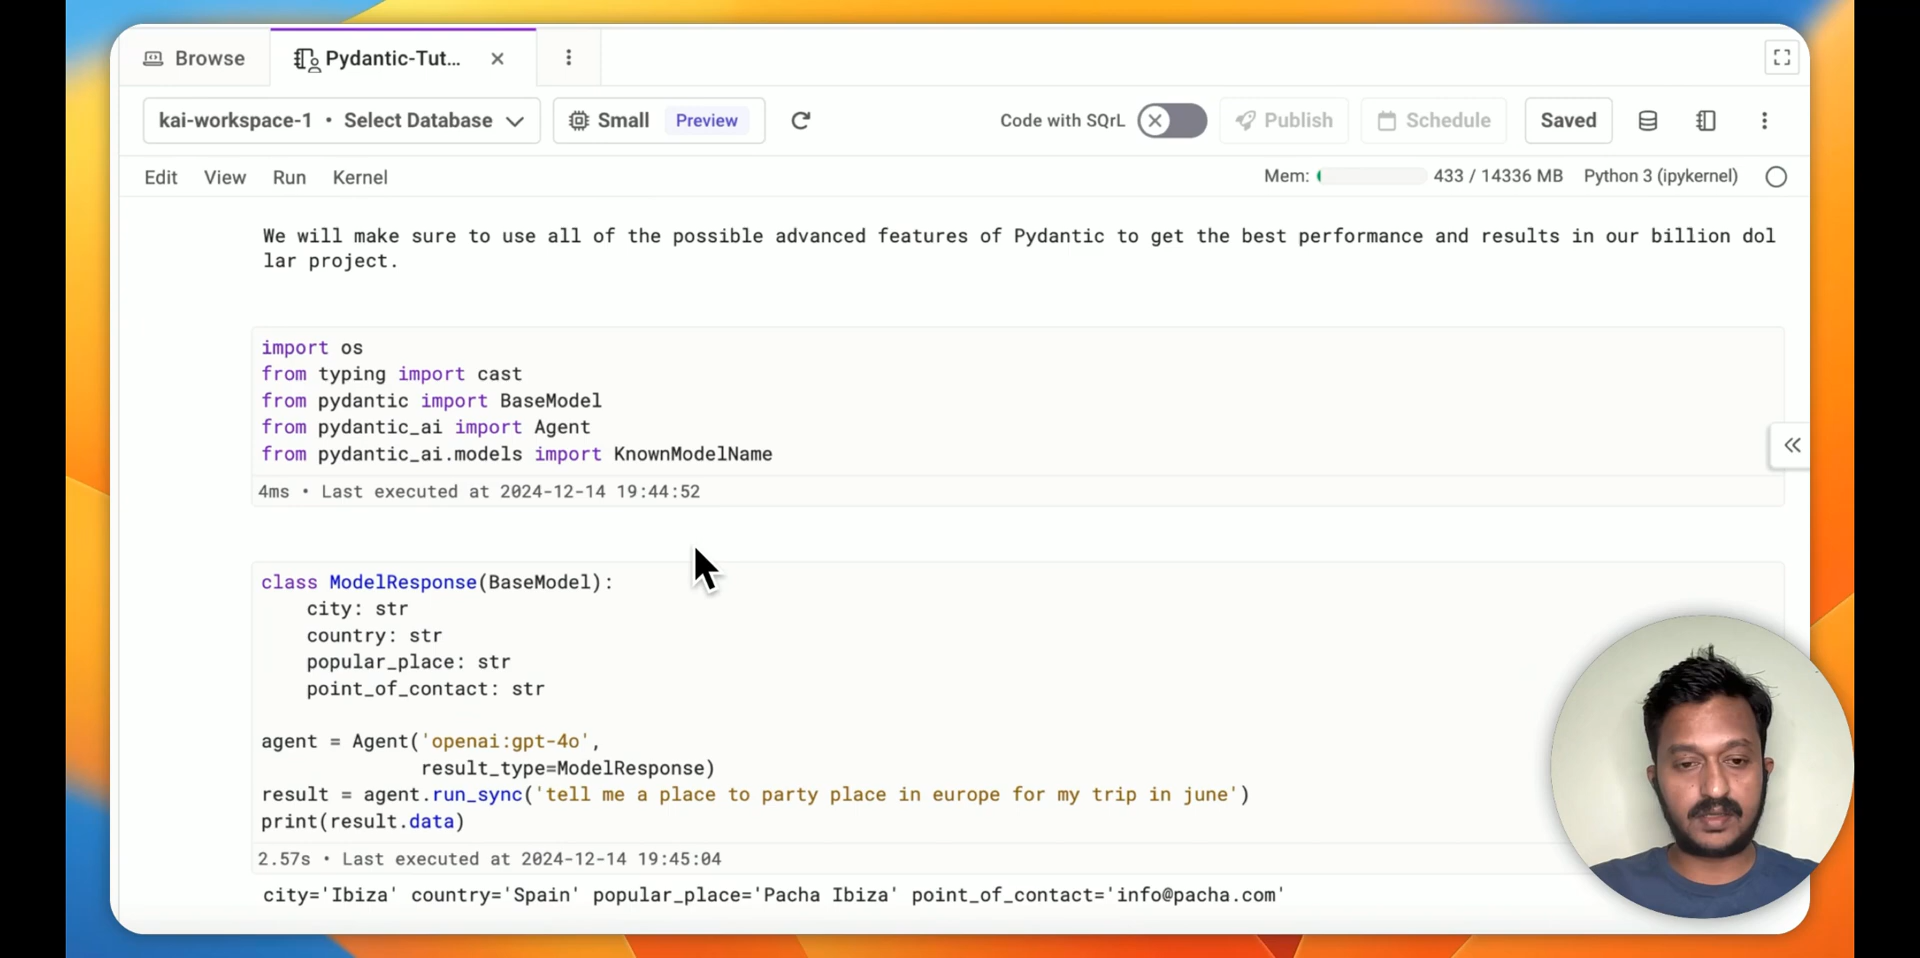 Browse
Pydantic-Tut...
kai-workspace-1 • Select Database
Small
Preview
Code with SQrL
Publish
Schedule
Saved
Edit
View
Run
Kernel
Mem:
433 / 14336 MB
Python 3 (ipykernel)
We will make sure to use all of the possible advanced features of Pydantic to get the best performance and results in our billion dol
lar project.
import os
from typing import cast
from pydantic import BaseModel
from pydantic_ai import Agent
from pydantic_ai.models import KnownModelName
4ms • Last executed at 2024-12-14 19:44:52
class ModelResponse(BaseModel):
    city: str
    country: str
    popular_place: str
    point_of_contact: str
agent = Agent('openai:gpt-4o',
              result_type=ModelResponse)
result = agent.run_sync('tell me a place to party place in europe for my trip in june')
print(result.data)
2.57s • Last executed at 2024-12-14 19:45:04
city='Ibiza' country='Spain' popular_place='Pacha Ibiza' point_of_contact='info@pacha.com'